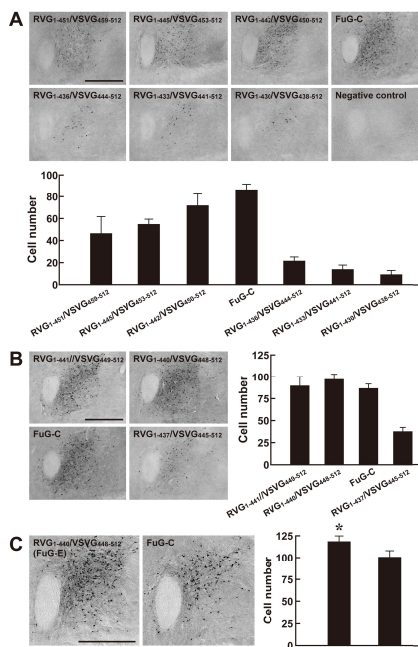 A
RVG1-451/VSVG459-512
RVG1-445/VSVG453-512
RVG1-442/VSVG450-512
FuG-C
RVG1-436/VSVG444-512
RVG1-433/VSVG441-512
RVG1-430/VSVG438-512
Negative control
100
80
60
40
20
0
Cell number
RVG1-451/VSVG459-512
RVG1-445/VSVG453-512
RVG1-442/VSVG450-512
FuG-C
RVG1-436/VSVG444-512
RVG1-433/VSVG441-512
RVG1-430/VSVG438-512
B
RVG1-441//VSVG449-512
RVG1-440/VSVG448-512
FuG-C
RVG1-437/VSVG445-512
125
100
75
50
25
0
Cell number
RVG1-441//VSVG449-512
RVG1-440/VSVG448-512
FuG-C
RVG1-437/VSVG445-512
C
RVG1-440/VSVG448-512
(FuG-E)
FuG-C
125
100
75
50
25
Cell number
*